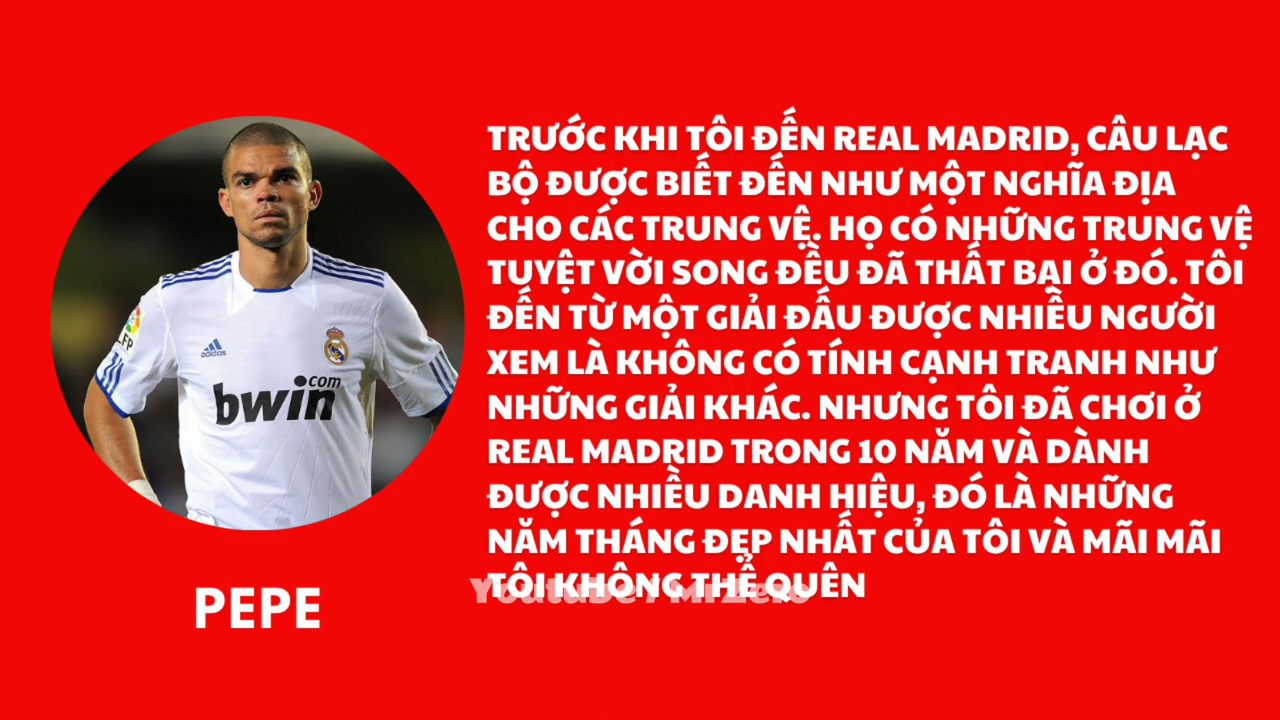 TRƯỚC KHI TÔI ĐẾN REAL MADRID, CÂU LẠC
BỘ ĐƯỢC BIẾT ĐẾN NHƯ MỘT NGHĨA ĐỊA
CHO CÁC TRUNG VỆ. HỌ CÓ NHỮNG TRUNG VỆ
TUYỆT VỜI SONG ĐỀU ĐÃ THẤT BẠI Ở ĐÓ. TÔI
ĐẾN TỪ MỘT GIẢI ĐẤU ĐƯỢC NHIỀU NGƯỜI
XEM LÀ KHÔNG CÓ TÍNH CẠNH TRANH NHƯ
NHỮNG GIẢI KHÁC. NHƯNG TÔI ĐÃ CHƠI Ở
REAL MADRID TRONG 10 NĂM VÀ DÀNH
ĐƯỢC NHIỀU DANH HIỆU, ĐÓ LÀ NHỮNG
NĂM THÁNG ĐẸP NHẤT CỦA TÔI VÀ MÃI MÃI
TÔI KHÔNG THỂ QUÊN
Youtube / MrZero
PEPE
adidas
bwin.com
LFP